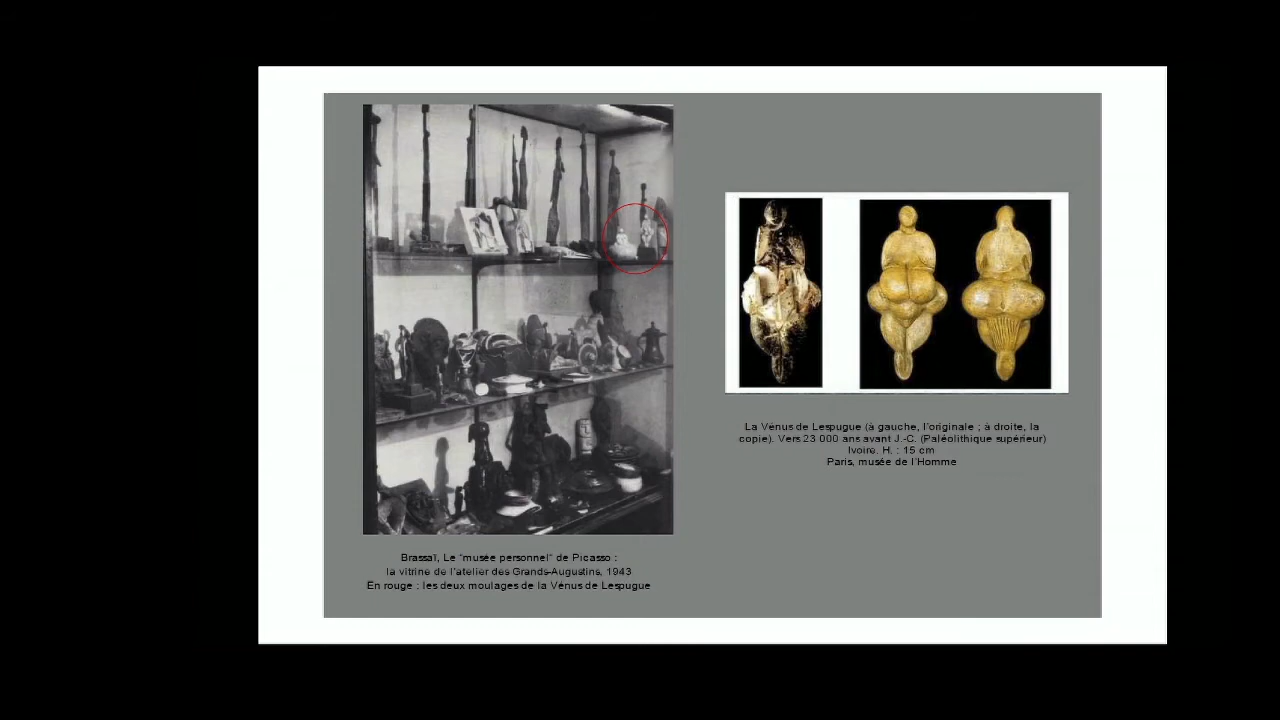 La Vénus de Lespugue (à gauche, l'originale ; à droite, la
copie). Vers 23 000 ans avant J.-C. (Paléolithique supérieur)
Ivoire. H. : 15 cm
Paris, musée de l'Homme
Brassaï, Le "musée personnel" de Picasso :
la vitrine de l'atelier des Grands-Augustins, 1943
En rouge : les deux moulages de la Vénus de Lespugue